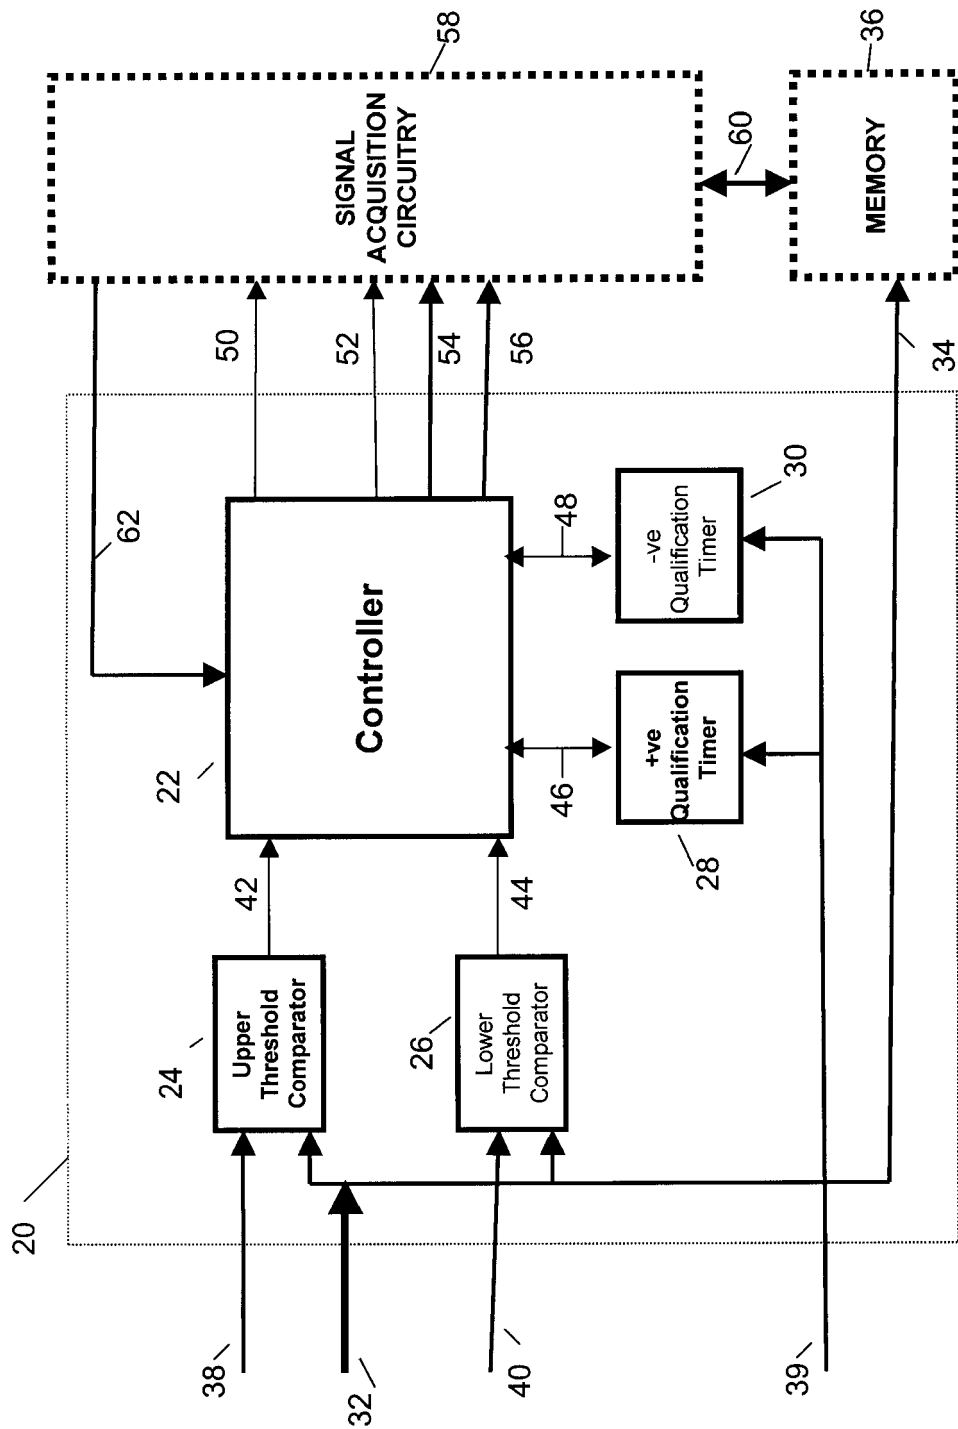 20
38
32
40
39
24
Upper
Threshold
Comparator
26
Lower
Threshold
Comparator
42
44
22
Controller
62
46
48
28
+ve
Qualification
Timer
30
-ve
Qualification
Timer
50
52
54
56
34
58
SIGNAL
ACQUISITION
CIRCUITRY
60
36
MEMORY